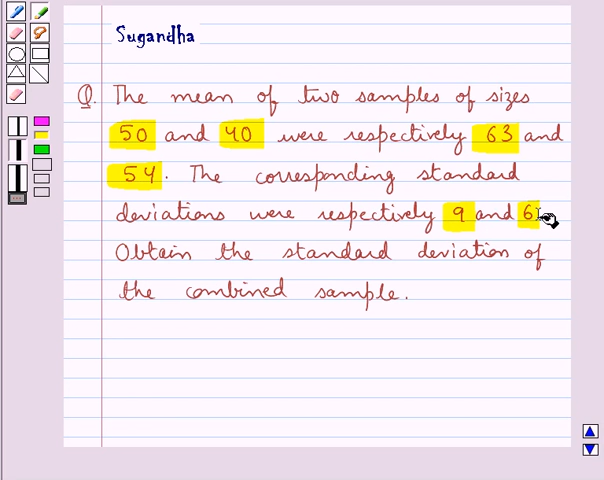 Sugandha
Q. The mean of two samples of sizes
50 and 40 were respectively 63 and
54. The corresponding standard
deviations were respectively 9 and 6
Obtain the standard deviation of
the combined sample.